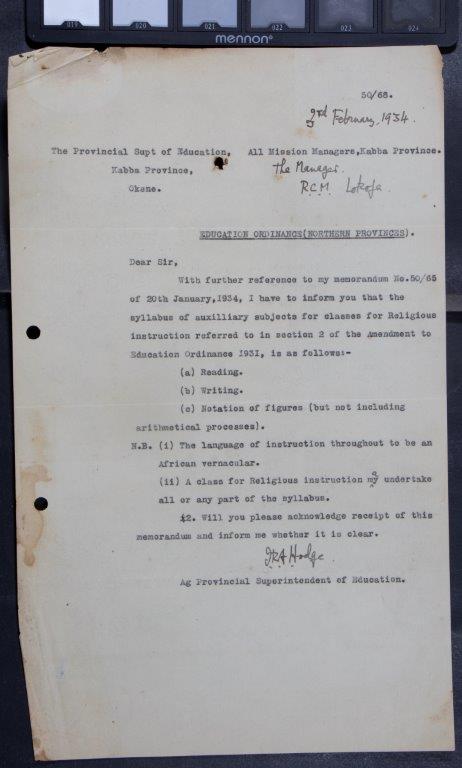 019 020 021 022 023 024
mennon
50/68.
3rd February, 1934.
The Provincial Supt of Education, All Mission Managers,Kabba Province.
Kabba Province, The Manager.
Okene. R.C.M. Lokoja.
EDUCATION ORDINANCE(NORTHERN PROVINCES).
Dear Sir,
With further reference to my memorandum No.50/65
of 20th January,1934, I have to inform you that the
syllabus of auxilliary subjects for classes for Religious
instruction referred to in section 2 of the Amendment to
Education Ordinance 1931, is as follows:-
(a) Reading.
(b) Writing.
(c) Notation of figures (but not including
arithmetical processes).
N.B. (i) The language of instruction throughout to be an
African vernacular.
(ii) A class for Religious instruction may undertake
all or any part of the syllabus.
2. Will you please acknowledge receipt of this
memorandum and inform me whether it is clear.
Hodge.
Ag Provincial Superintendent of Education.